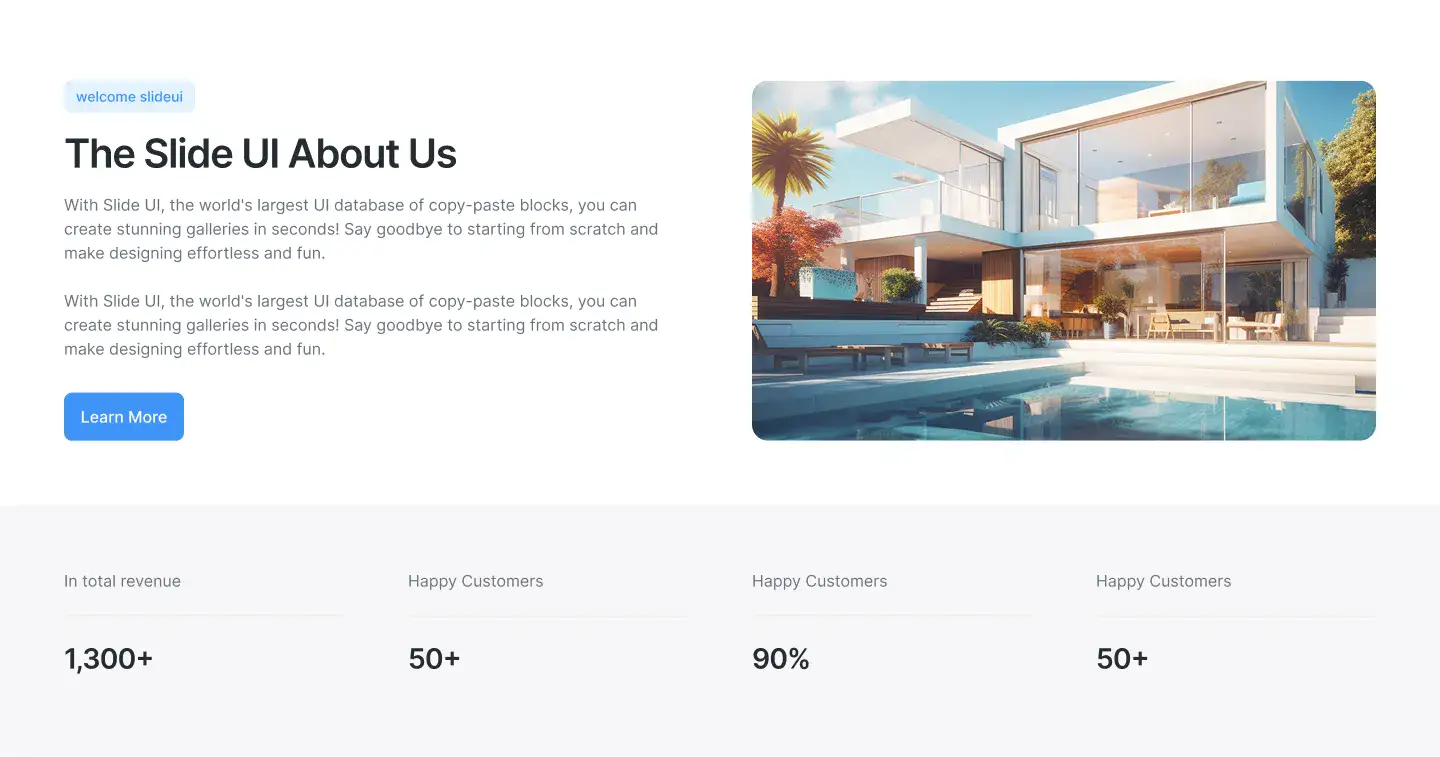 welcome slideui
The Slide UI About Us
With Slide UI, the world's largest UI database of copy-paste blocks, you can
create stunning galleries in seconds! Say goodbye to starting from scratch and
make designing effortless and fun.
With Slide UI, the world's largest UI database of copy-paste blocks, you can
create stunning galleries in seconds! Say goodbye to starting from scratch and
make designing effortless and fun.
Learn More
In total revenue
1,300+
Happy Customers
50+
Happy Customers
90%
Happy Customers
50+